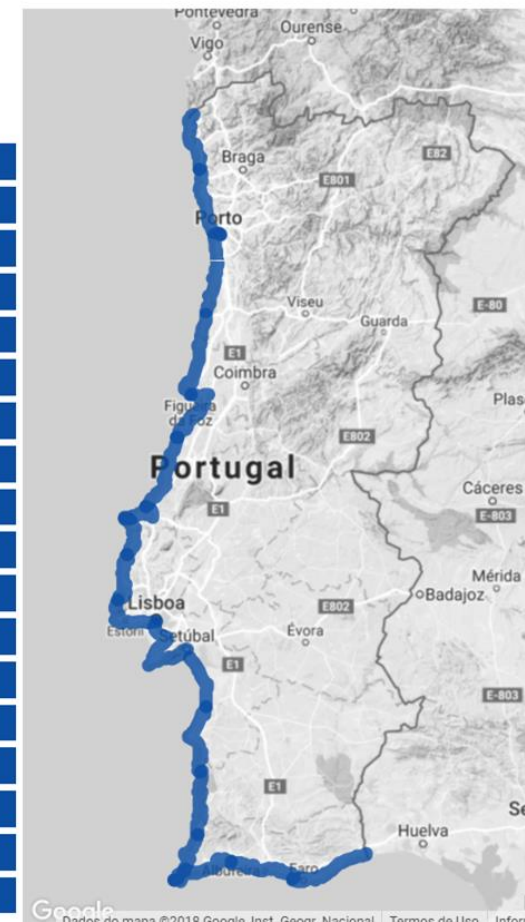 Pontevedra
Ourense
Vigo
Braga
E82
E801
Porto
Viseu
E-80
Guarda
E1
Coimbra
Figueira
da Foz
E802
Portugal
Cáceres
E1
E-803
Mérida
Lisboa
E802
Badajoz
Estoril
Setúbal
Évora
E1
E-803
E1
Huelva
Albufeira
Faro
Google
Dados do mapa ©2018 Google, Inst. Geogr. Nacional
Termos de Uso